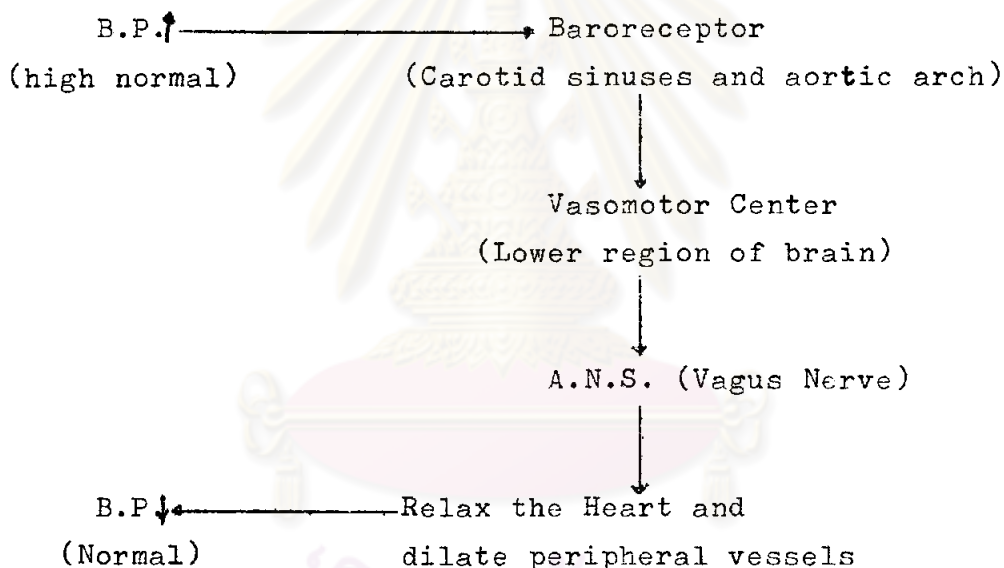 B.P.↑ → Baroreceptor
(high normal) (Carotid sinuses and aortic arch)
↓
Vasomotor Center
(Lower region of brain)
↓
A.N.S. (Vagus Nerve)
↓
B.P↓ ← Relax the Heart and
(Normal) dilate peripheral vessels